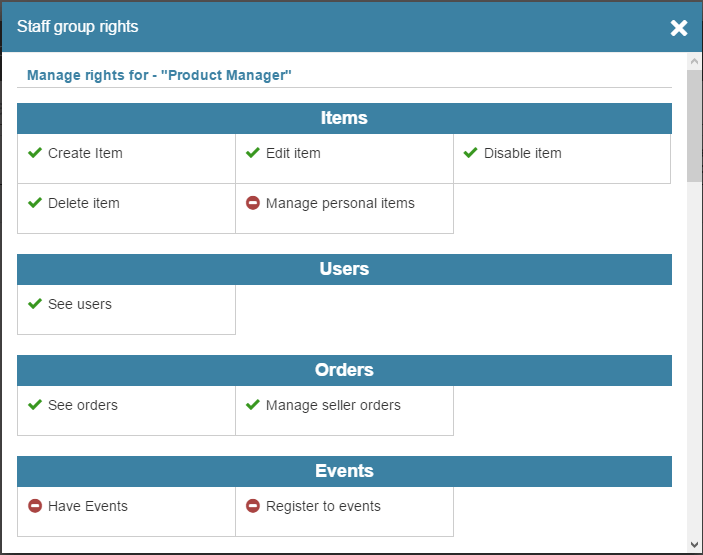 Staff group rights
Manage rights for - "Product Manager"
Items
Create Item Edit item Disable item
Delete item Manage personal items
Users
See users
Orders
See orders Manage seller orders
Events
Have Events Register to events